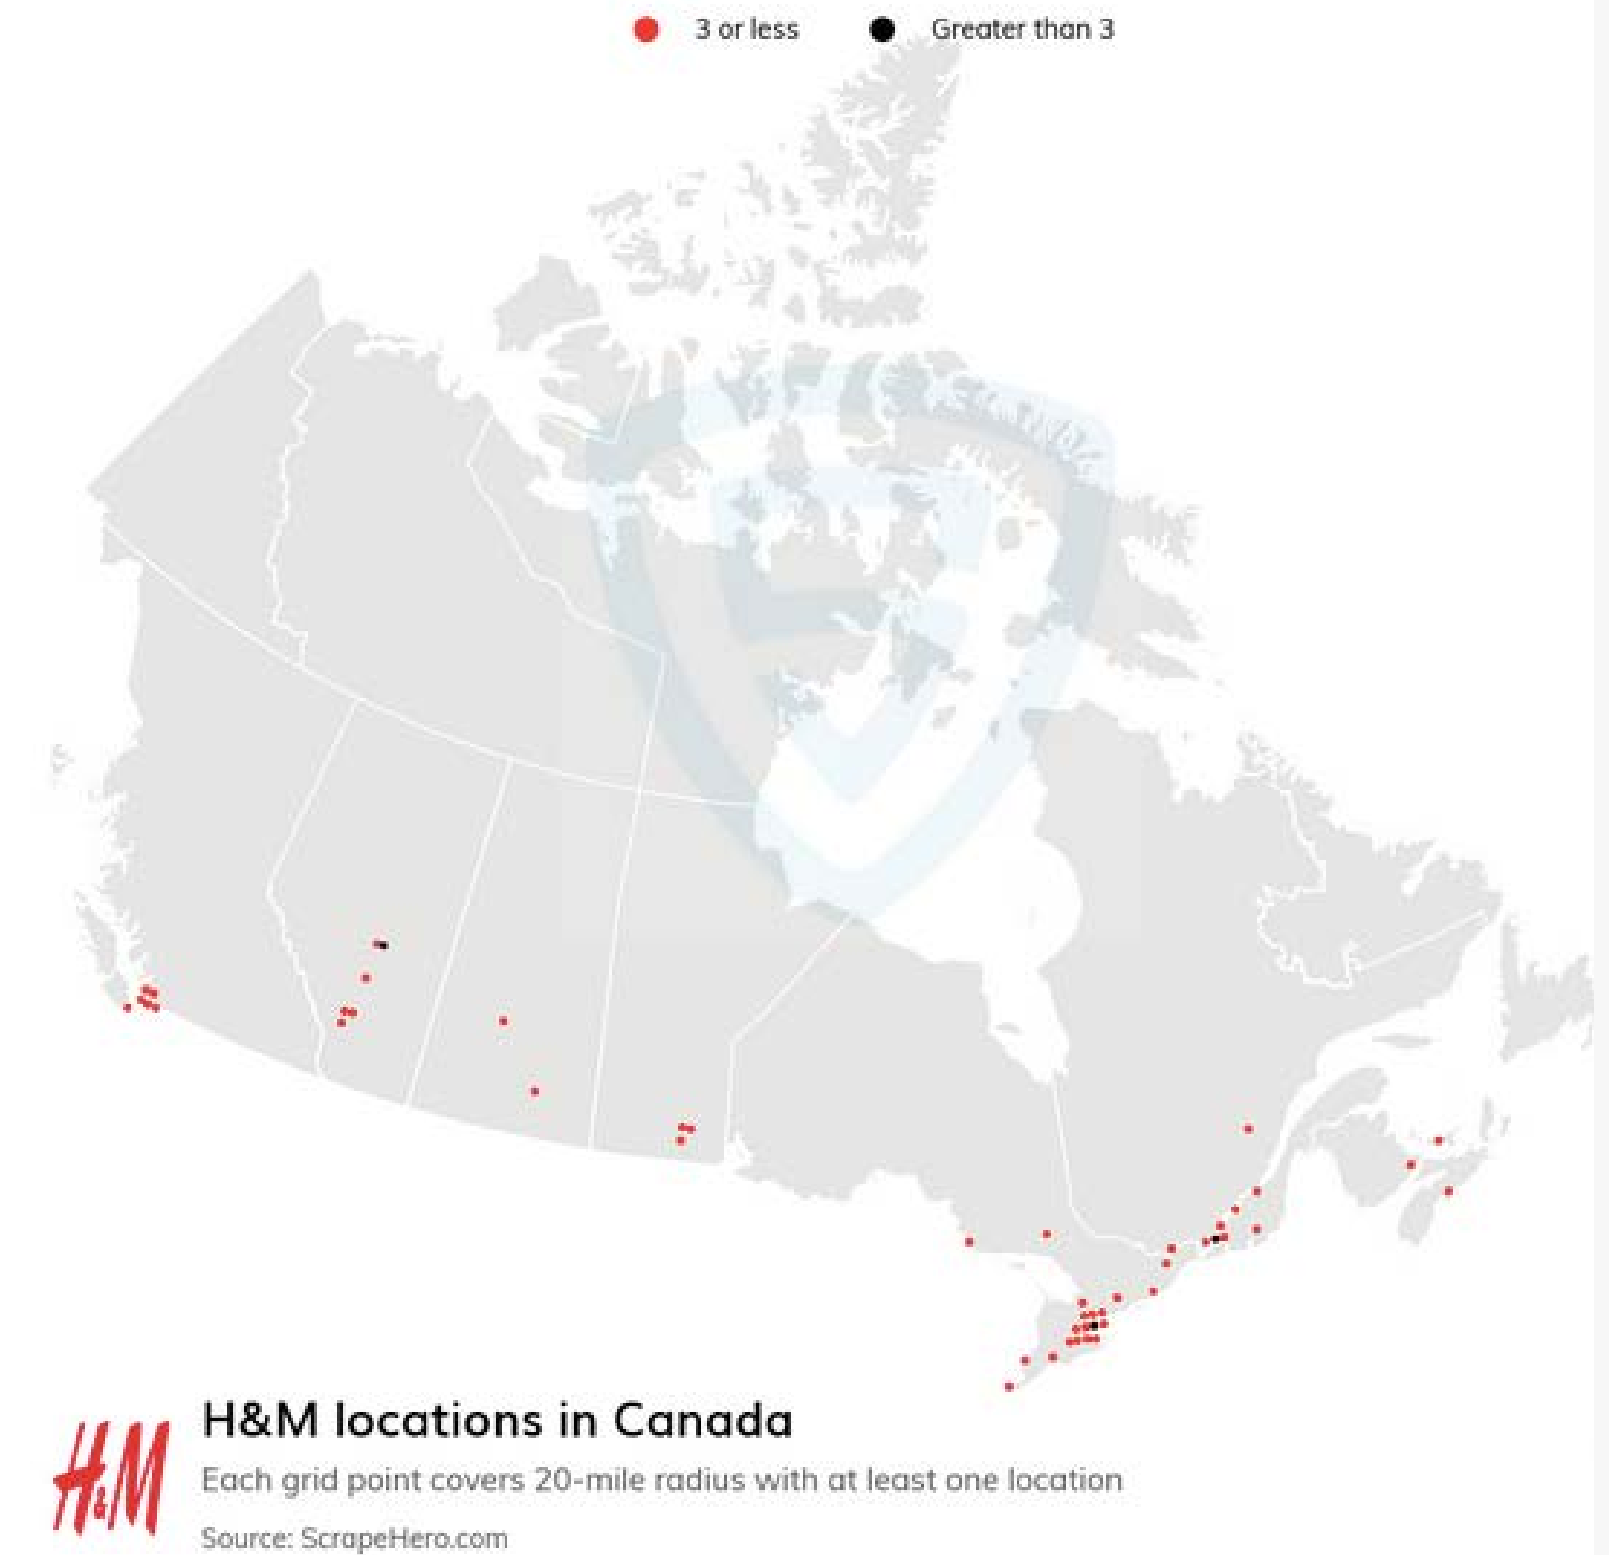 3 or less Greater than 3
H&M locations in Canada
H&M
Each grid point covers 20-mile radius with at least one location
Source: ScrapeHero.com